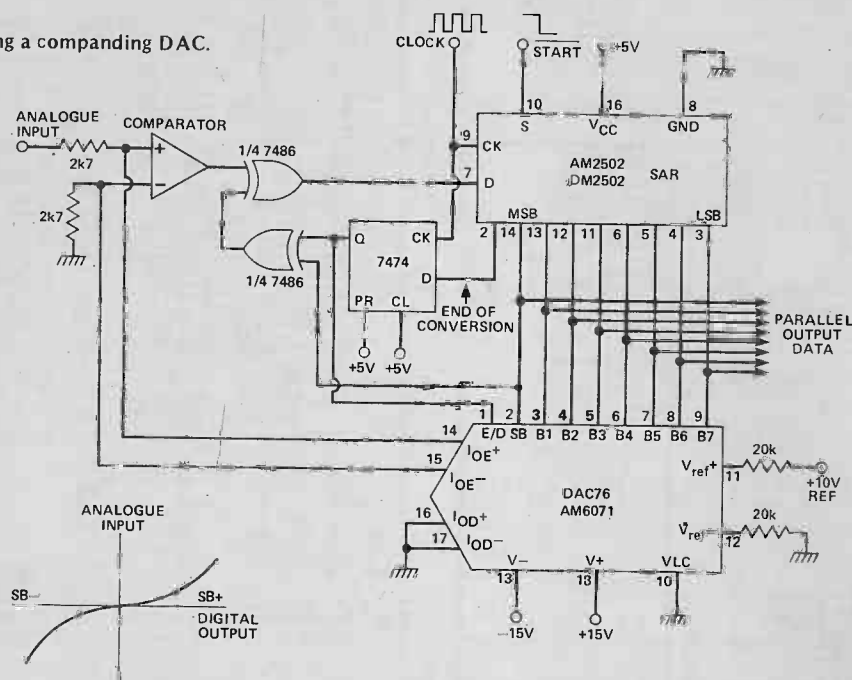 ng a companding DAC.
CLOCK
START
+5V
10
16
8
S
VCC
GND
ANALOGUE
INPUT
COMPARATOR
2k7
+
−
2k7
1/4 7486
1/4 7486
9
CK
7
D
AM2502
DM2502
SAR
MSB
LSB
2
14
13
12
11
6
5
4
3
Q
CK
7474
D
PR
CL
+5V
+5V
END OF
CONVERSION
PARALLEL
OUTPUT
DATA
1
2
3
4
5
6
7
8
9
E/D
SB
B1
B2
B3
B4
B5
B6
B7
14
IOE+
15
IOE−
16
IOD+
17
IOD−
DAC76
AM6071
Vref+
11
20k
+10V
REF
20k
Vref
12
V−
V+
VLC
13
13
10
−15V
+15V
ANALOGUE
INPUT
SB−
SB+
DIGITAL
OUTPUT